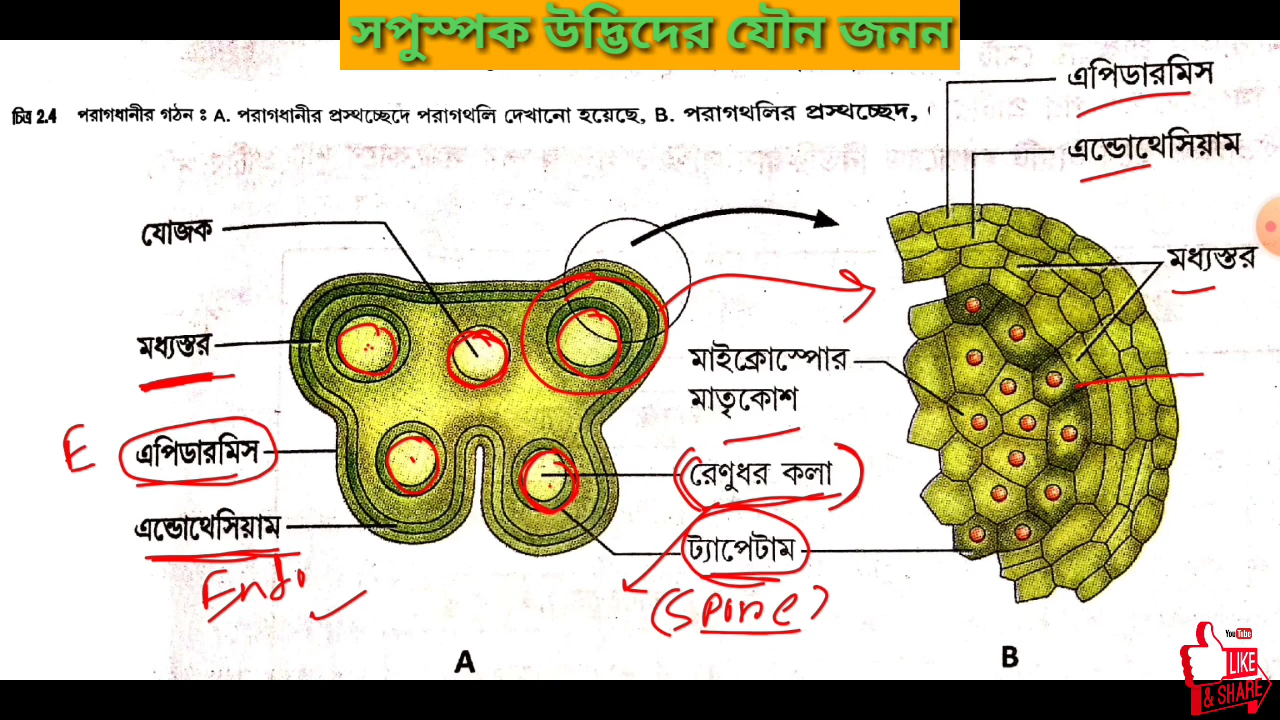 সপুস্পক উদ্ভিদের যৌন জনন
চিত্র 2.4 পরাগধানীর গঠন ঃ A. পরাগধানীর প্রস্থচ্ছেদে পরাগথলি দেখানো হয়েছে, B. পরাগথলির প্রস্থচ্ছেদ,
এপিডারমিস
এন্ডোথেসিয়াম
যোজক
মধ্যস্তর
মধ্যস্তর
মাইক্রোস্পোর
মাতৃকোশ
E
এপিডারমিস
রেণুধর কলা
এন্ডোথেসিয়াম
ট্যাপেটাম
Endo
(Spore)
A
B
YouTube
LIKE
& SHARE